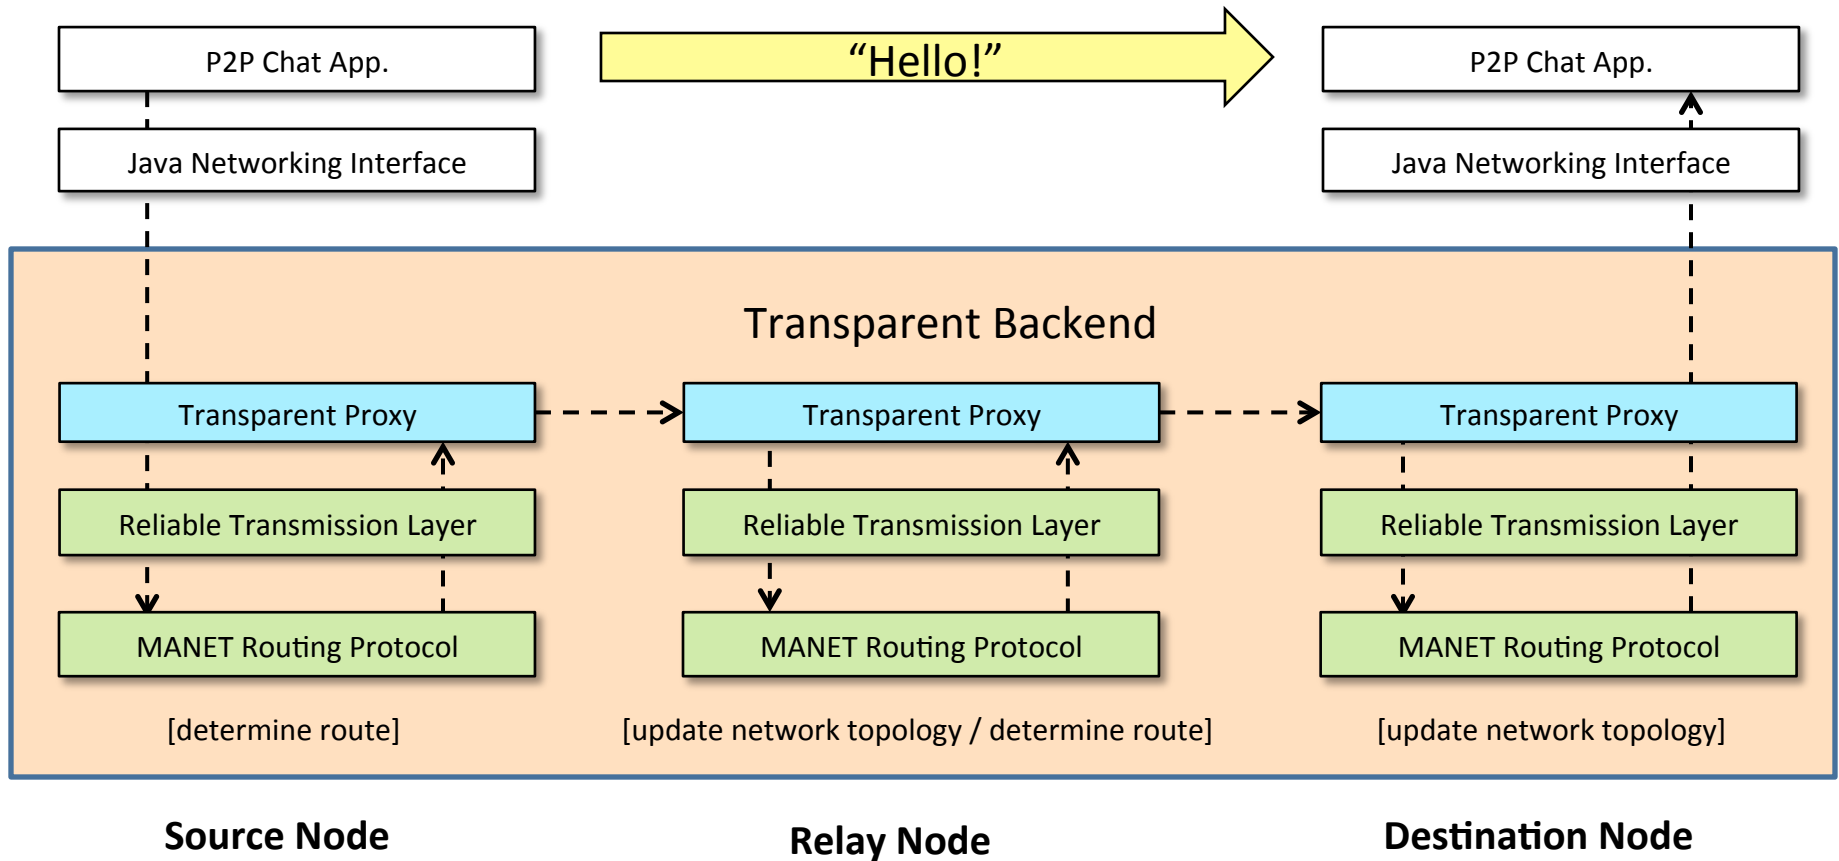 P2P Chat App.
“Hello!”
P2P Chat App.
Java Networking Interface
Java Networking Interface
Transparent Backend
Transparent Proxy
Transparent Proxy
Transparent Proxy
Reliable Transmission Layer
Reliable Transmission Layer
Reliable Transmission Layer
MANET Routing Protocol
MANET Routing Protocol
MANET Routing Protocol
[determine route]
[update network topology / determine route]
[update network topology]
Source Node
Relay Node
Destination Node